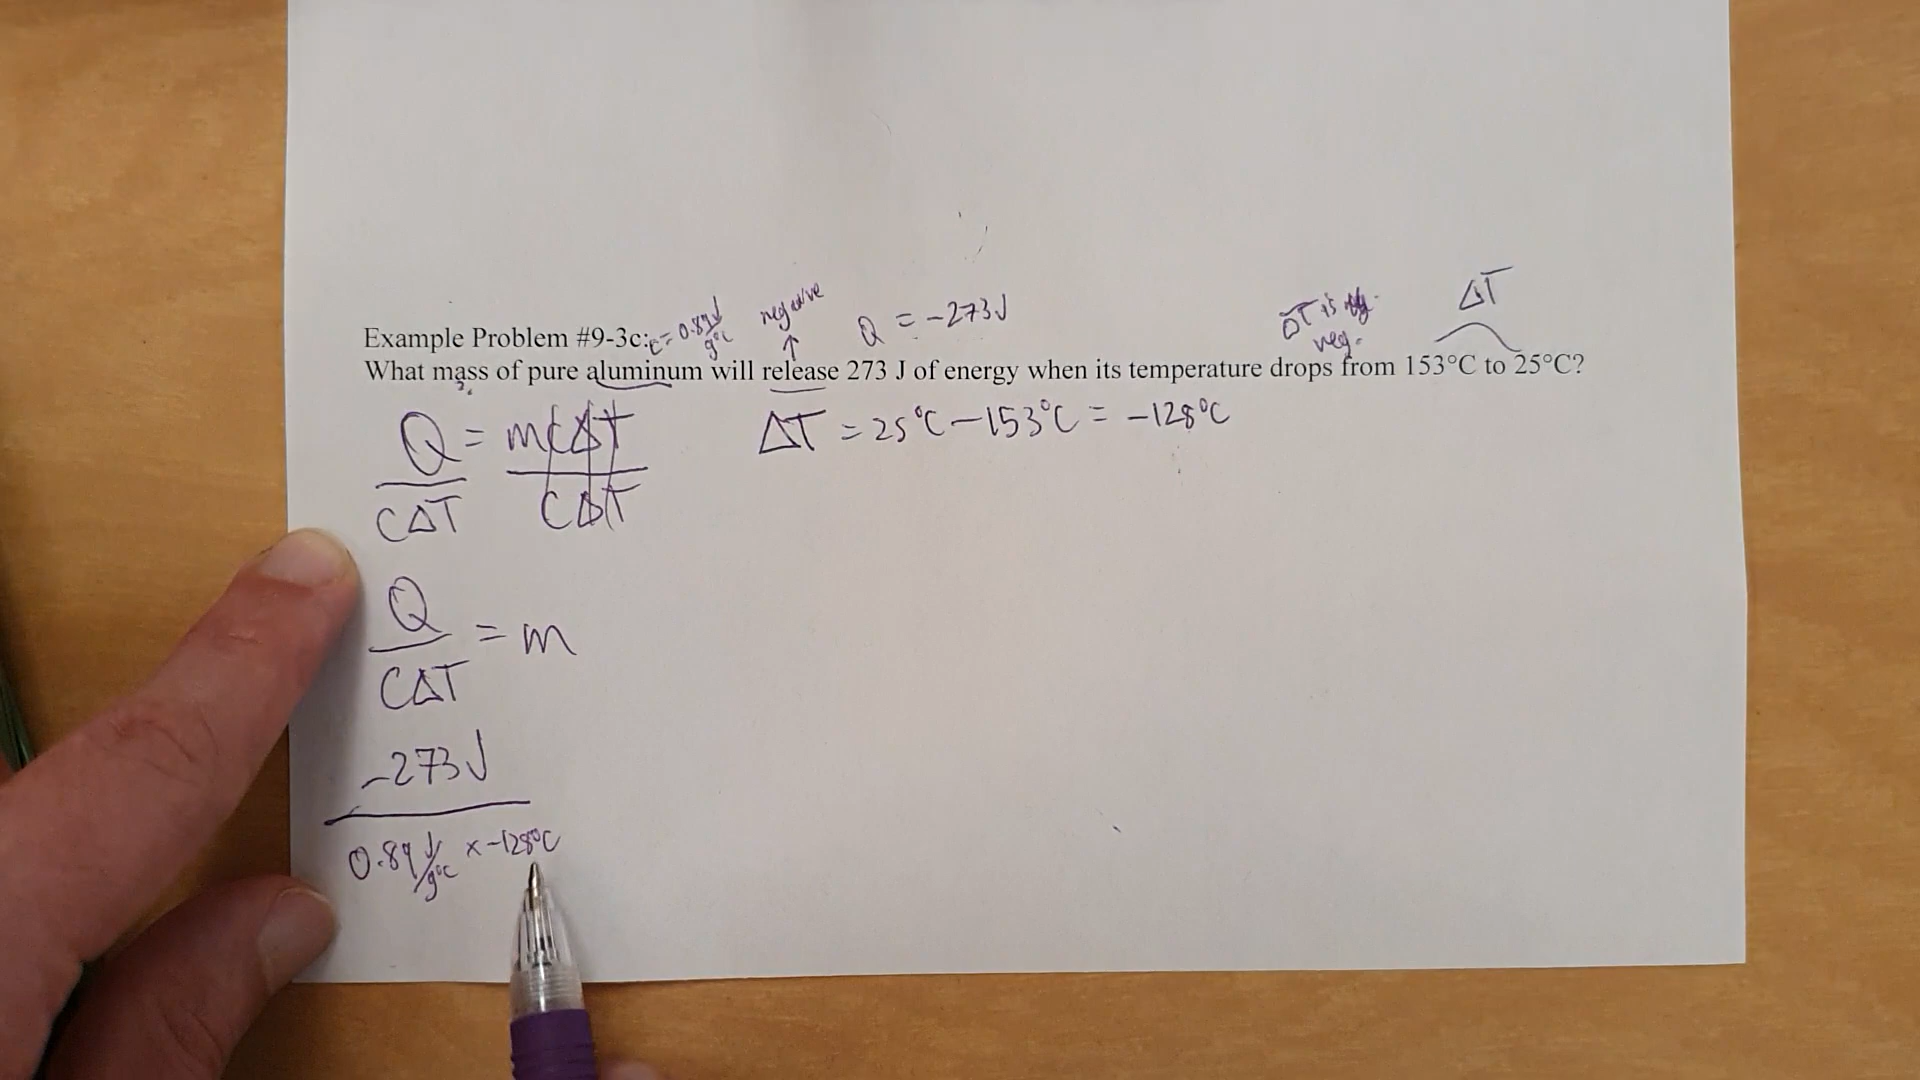 ΔT
ΔT is
neg.
negative
Q = -273J
Example Problem #9-3c: c = 0.89 J/g°C
What mass of pure aluminum will release 273 J of energy when its temperature drops from 153°C to 25°C?
?
Q = mCΔT
CΔT CΔT
ΔT = 25°C - 153°C = -128°C
Q
= m
CΔT
-273J
0.89 J/g°C x -128°C